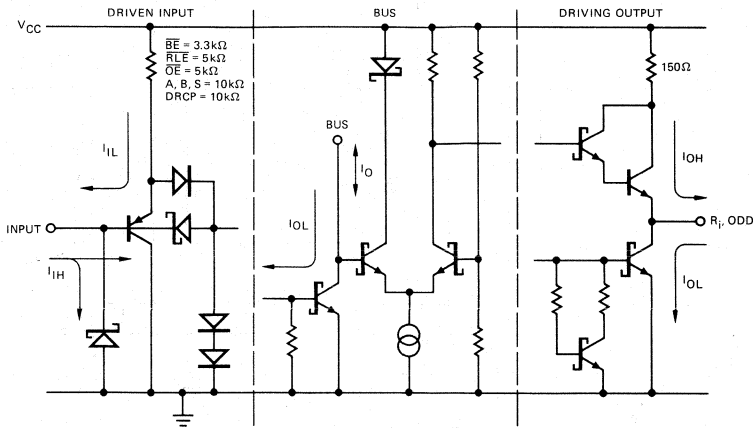 DRIVEN INPUT
BUS
DRIVING OUTPUT
VCC
BE = 3.3kΩ
RLE = 5kΩ
OE = 5kΩ
A, B, S = 10kΩ
DRCP = 10kΩ
150Ω
BUS
IIL
IO
IOH
INPUT
IOL
Ri, ODD
IIH
IOL